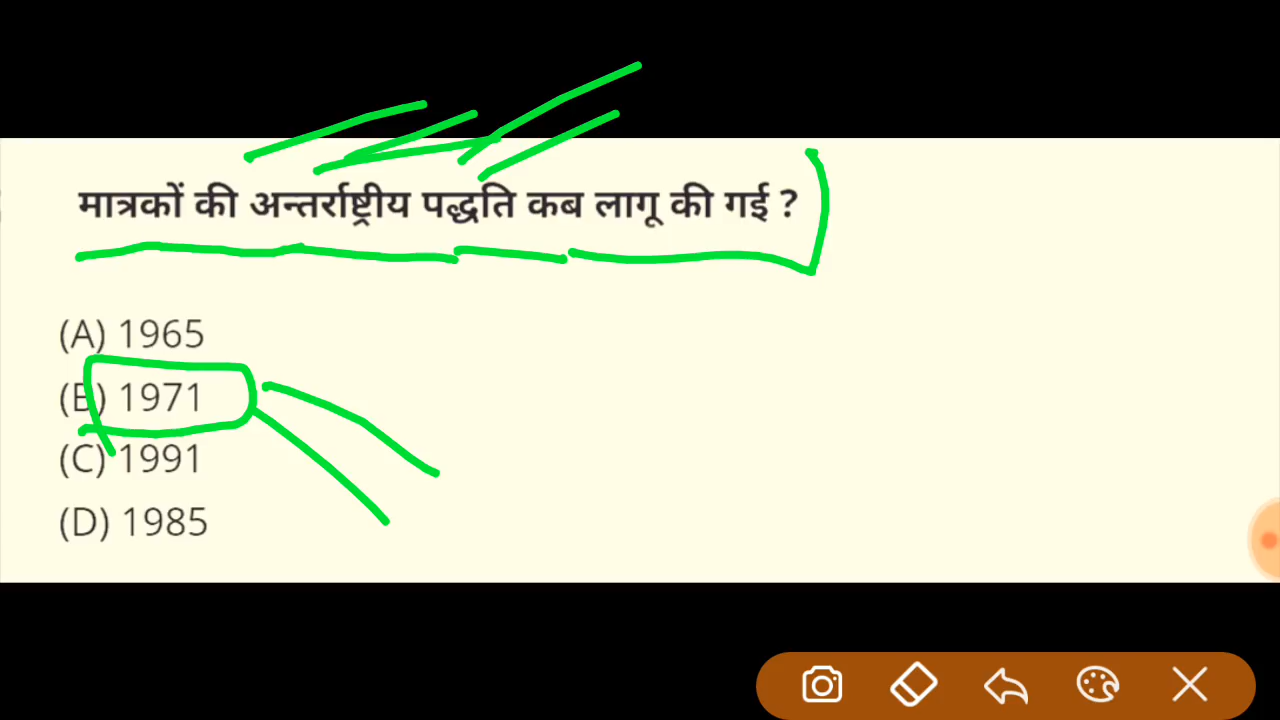 मात्रकों की अन्तर्राष्ट्रीय पद्धति कब लागू की गई ?
(A) 1965
(B) 1971
(C) 1991
(D) 1985